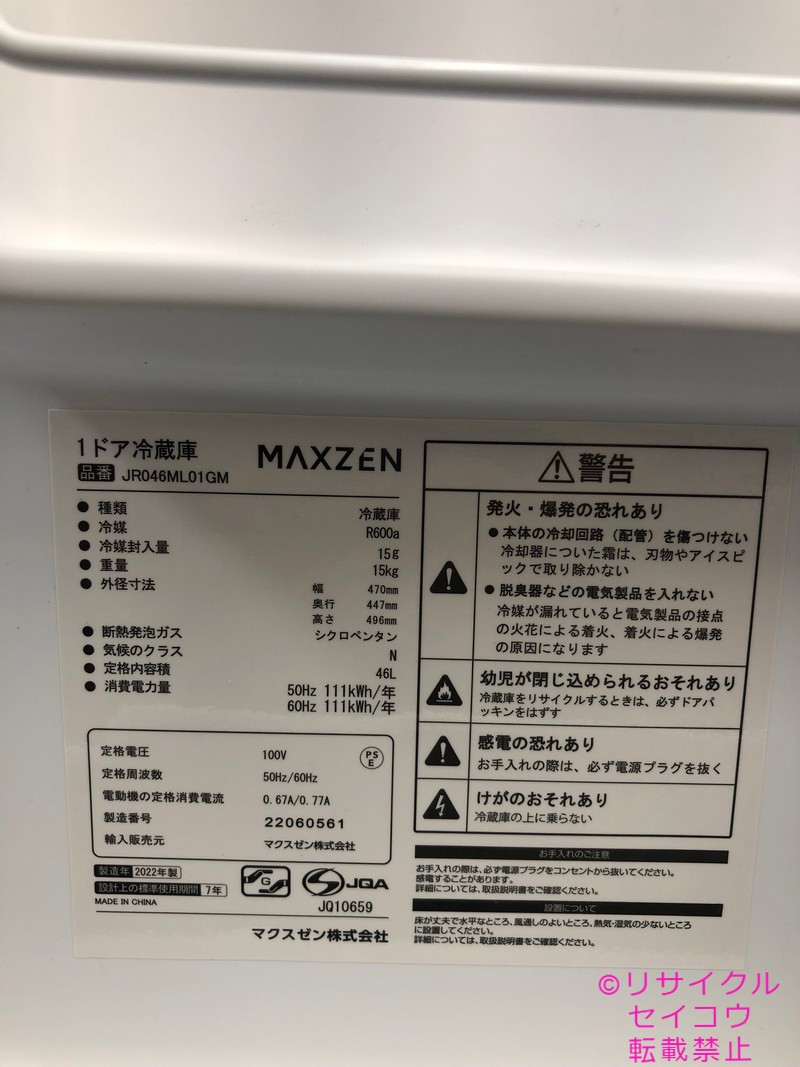 1ドア冷蔵庫
MAXZEN
品番 JR046ML01GM
● 種類 冷蔵庫
● 冷媒 R600a
● 冷媒封入量 15g
● 重量 15kg
● 外径寸法 幅 470mm
奥行 447mm
高さ 496mm
● 断熱発泡ガス シクロペンタン
● 気候のクラス N
● 定格内容積 46L
● 消費電力量 50Hz 111kWh/年
60Hz 111kWh/年
定格電圧 100V
PS
E
定格周波数 50Hz/60Hz
電動機の定格消費電流 0.67A/0.77A
製造番号 22060561
輸入販売元 マクスゼン株式会社
製造年 2022年製
設計上の標準使用期間 7年
MADE IN CHINA
G
JQA
JQ10659
マクスゼン株式会社
警告
発火・爆発の恐れあり
● 本体の冷却回路（配管）を傷つけない
冷却器についた霜は、刃物やアイスピ
ックで取り除かない
● 脱臭器などの電気製品を入れない
冷媒が漏れていると電気製品の接点
の火花による着火、着火による爆発
の原因になります
幼児が閉じ込められるおそれあり
冷蔵庫をリサイクルするときは、必ずドアパ
ッキンをはずす
感電の恐れあり
お手入れの際は、必ず電源プラグを抜く
けがのおそれあり
冷蔵庫の上に乗らない
お手入れのご注意
お手入れの際は、必ず電源プラグをコンセントから抜いてください。
感電することがあります。
詳細については、取扱説明書をご確認ください。
設置について
床が丈夫で水平なところ、風通しのよいところ、熱気・湿気の少ないところ
に設置してください。
詳細については、取扱説明書をご確認ください。
©リサイクル
セイコウ
転載禁止